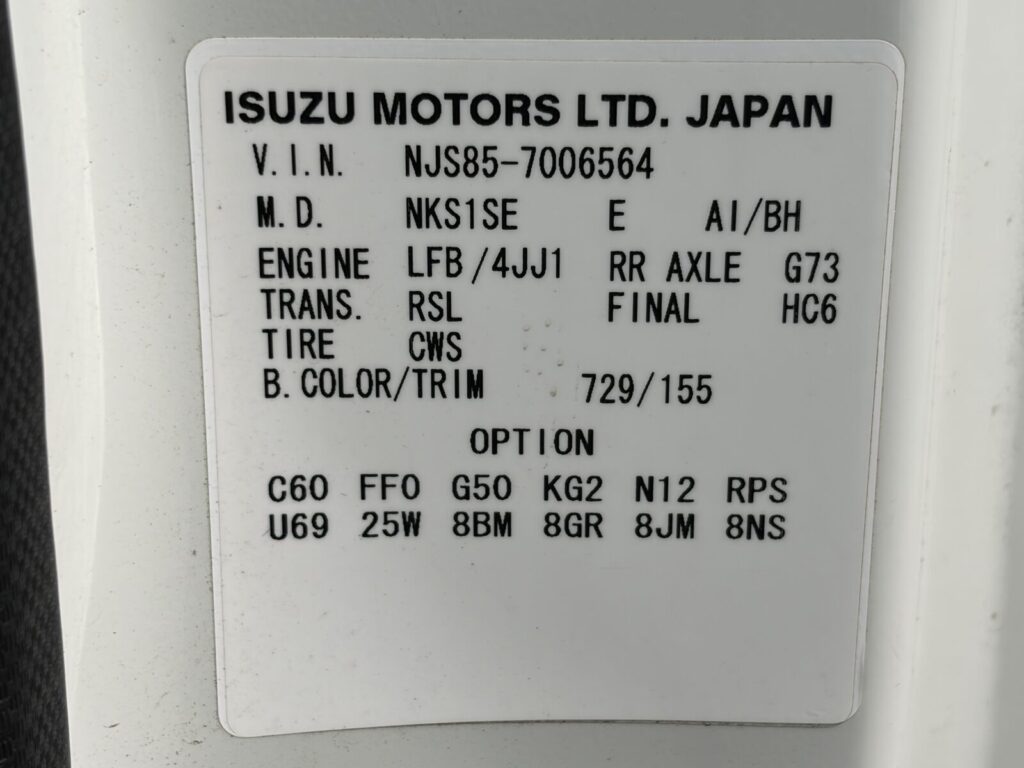 ISUZU MOTORS LTD. JAPAN
V.I.N. NJS85-7006564
M.D. NKS1SE E AI/BH
ENGINE LFB/4JJ1 RR AXLE G73
TRANS. RSL FINAL HC6
TIRE CWS
B.COLOR/TRIM 729/155
OPTION
C60 FF0 G50 KG2 N12 RPS
U69 25W 8BM 8GR 8JM 8NS